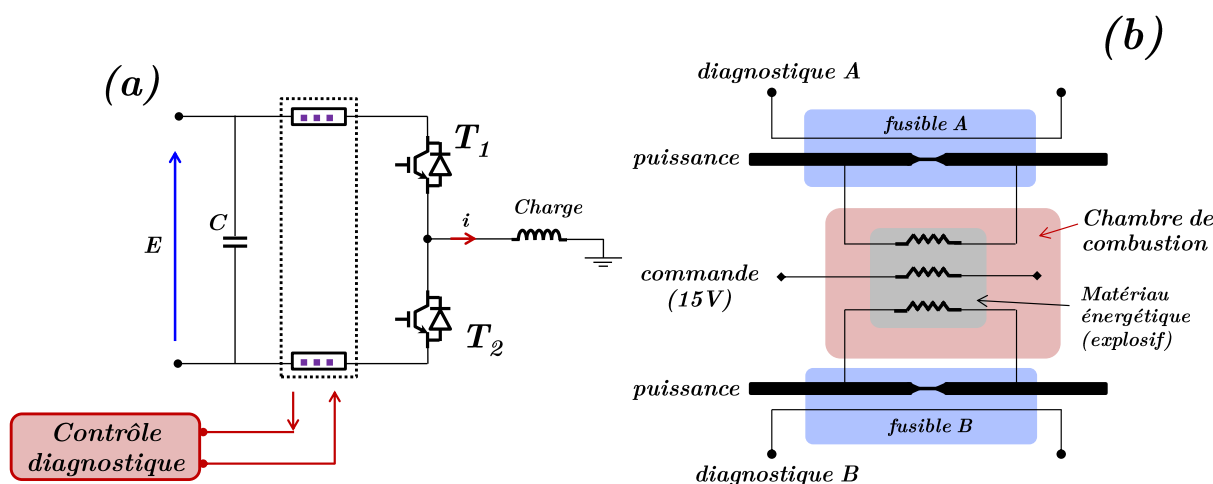 (a)
T1
Charge
i
C
E
T2
Contrôle
diagnostique
(b)
diagnostique A
fusible A
puissance
Chambre de
combustion
commande
(15V)
Matériau
énergétique
(explosif)
puissance
fusible B
diagnostique B